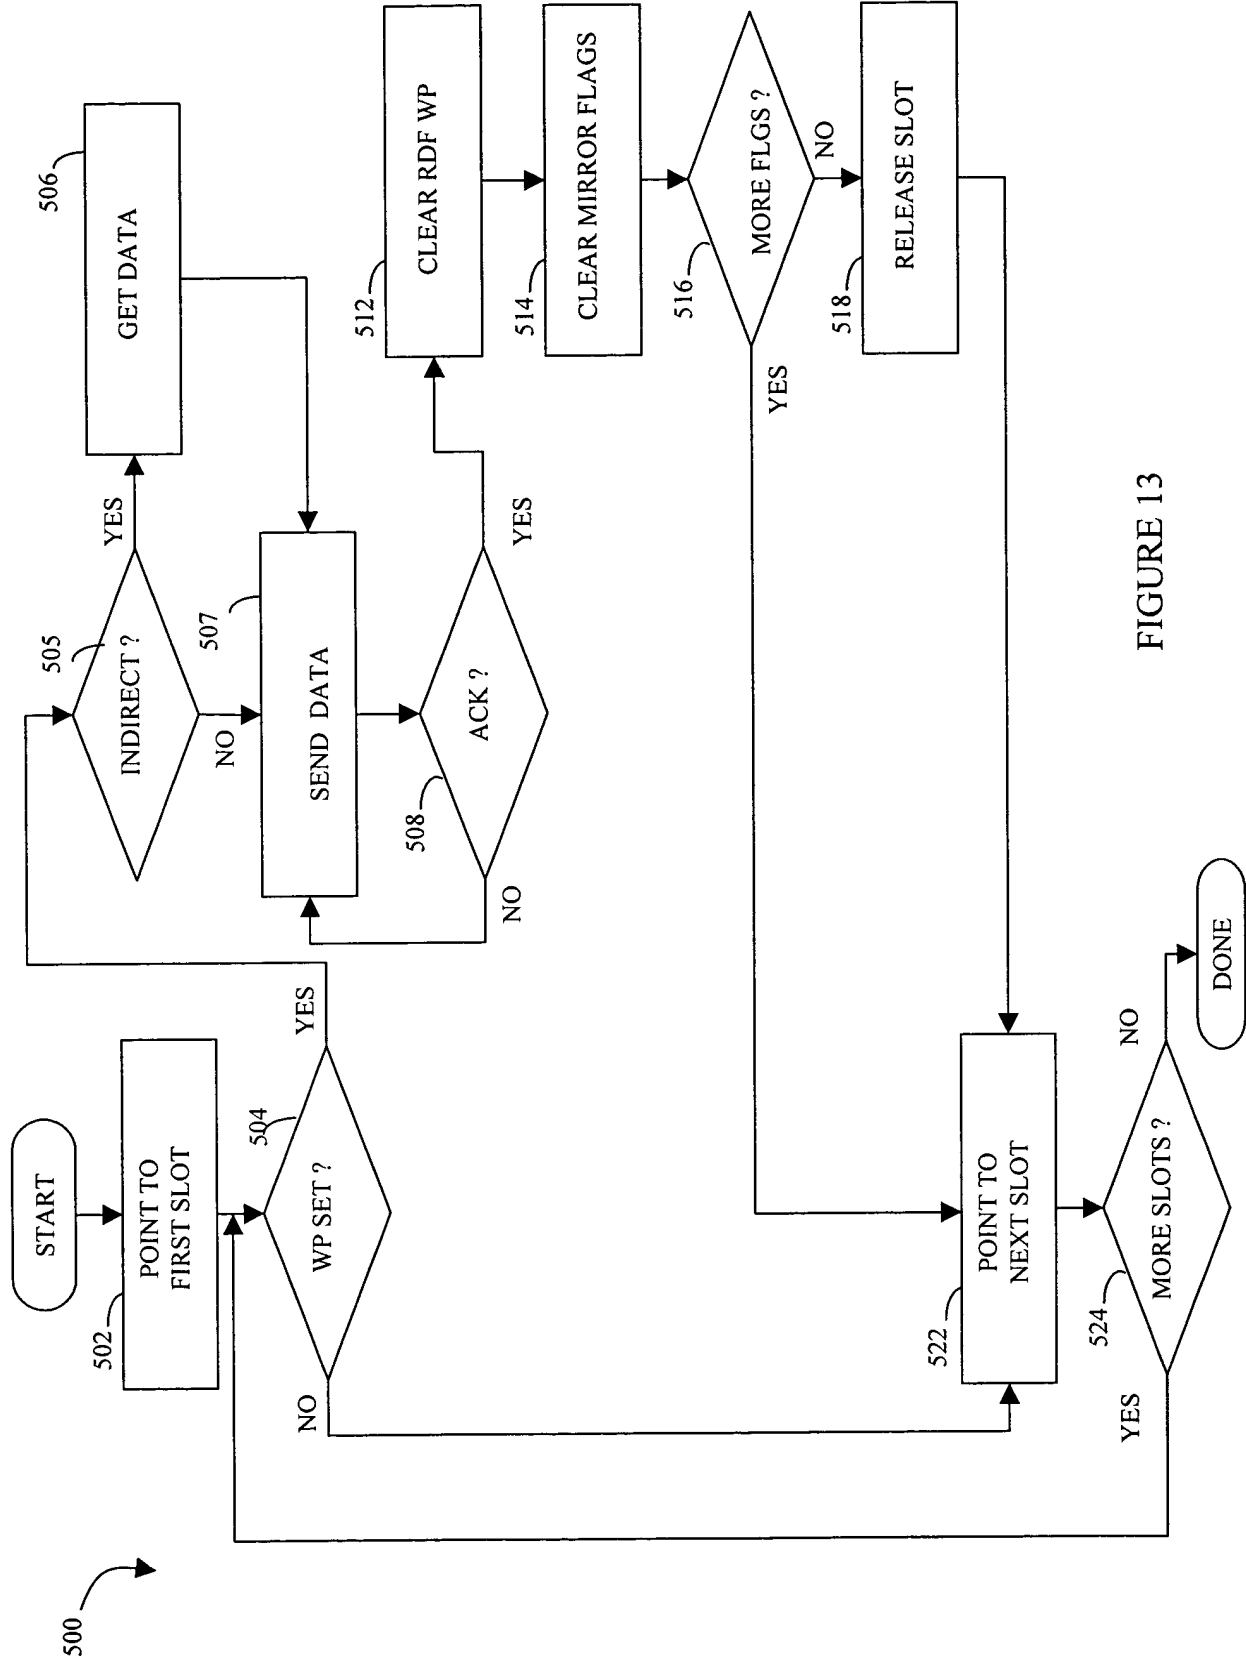 500
START
502
POINT TO
FIRST SLOT
504
WP SET ?
YES
NO
505
INDIRECT ?
YES
NO
506
GET DATA
507
SEND DATA
508
ACK ?
YES
NO
512
CLEAR RDF WP
514
CLEAR MIRROR FLAGS
516
MORE FLGS ?
YES
NO
518
RELEASE SLOT
522
POINT TO
NEXT SLOT
524
MORE SLOTS ?
YES
NO
DONE
FIGURE 13